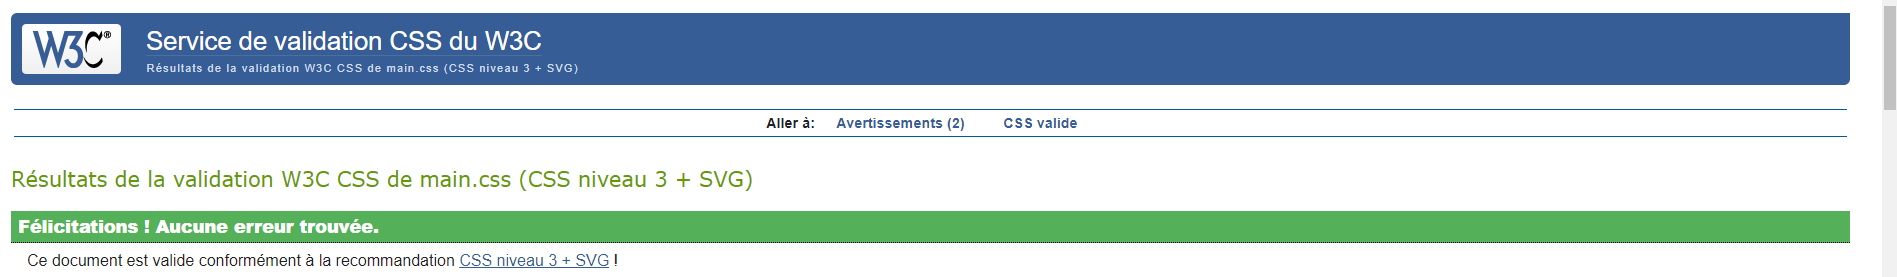 W3C®
Service de validation CSS du W3C
Résultats de la validation W3C CSS de main.css (CSS niveau 3 + SVG)
Aller à: Avertissements (2) CSS valide
Résultats de la validation W3C CSS de main.css (CSS niveau 3 + SVG)
Félicitations ! Aucune erreur trouvée.
Ce document est valide conformément à la recommandation CSS niveau 3 + SVG !